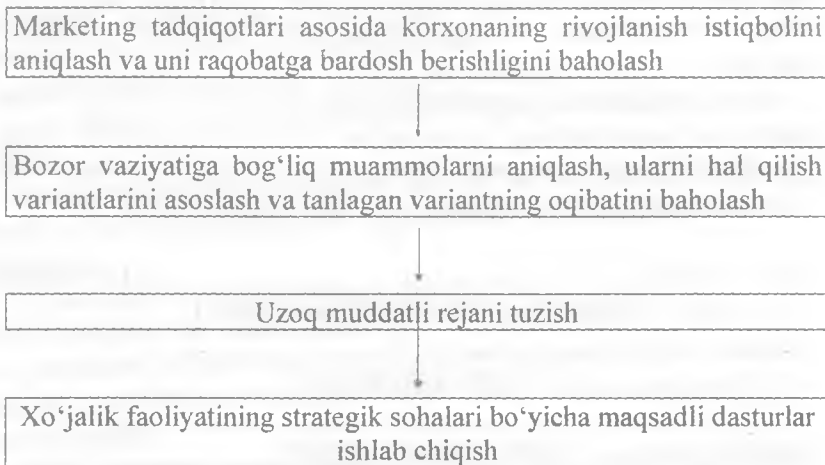 Marketing tadqiqotlari asosida korxonaning rivojlanish istiqbolini
aniqlash va uni raqobatga bardosh berishligini baholash
Bozor vaziyatiga bog‘liq muammolarni aniqlash, ularni hal qilish
variantlarini asoslash va tanlagan variantning oqibatini baholash
Uzoq muddatli rejani tuzish
Xo‘jalik faoliyatining strategik sohalari bo‘yicha maqsadli dasturlar
ishlab chiqish